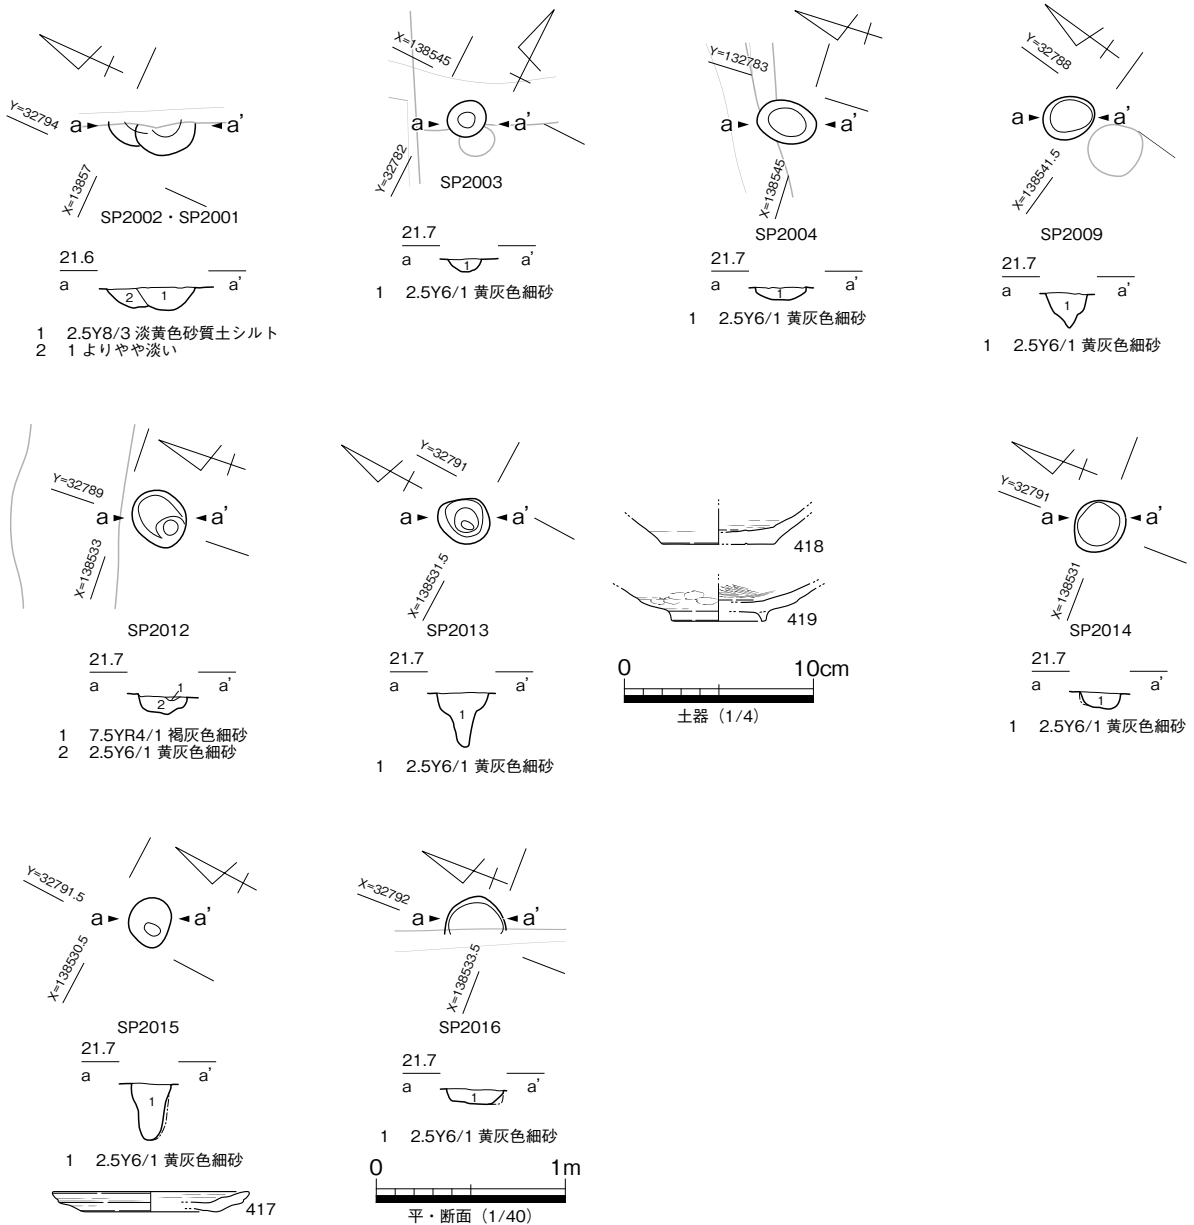 Y=32794
X=13857
a a'
SP2002・SP2001
21.6
a a'
2 1
1 2.5Y8/3 淡黄色砂質土シルト
2 1 よりやや淡い
X=138545
Y=32782
a a'
SP2003
21.7
a a'
1
1 2.5Y6/1 黄灰色細砂
Y=132783
X=138545
a a'
SP2004
21.7
a a'
1
1 2.5Y6/1 黄灰色細砂
Y=32788
X=138541.5
a a'
SP2009
21.7
a a'
1
1 2.5Y6/1 黄灰色細砂
Y=32789
X=138533
a a'
SP2012
21.7
a a'
1
2
1 7.5YR4/1 褐灰色細砂
2 2.5Y6/1 黄灰色細砂
Y=32791
X=138531.5
a a'
SP2013
21.7
a a'
1
1 2.5Y6/1 黄灰色細砂
418
419
0 10cm
土器（1/4）
Y=32791
X=138531
a a'
SP2014
21.7
a a'
1
1 2.5Y6/1 黄灰色細砂
Y=32791.5
X=138530.5
a a'
SP2015
21.7
a a'
1
1 2.5Y6/1 黄灰色細砂
417
X=32792
X=138533.5
a a'
SP2016
21.7
a a'
1
1 2.5Y6/1 黄灰色細砂
0 1m
平・断面（1/40）